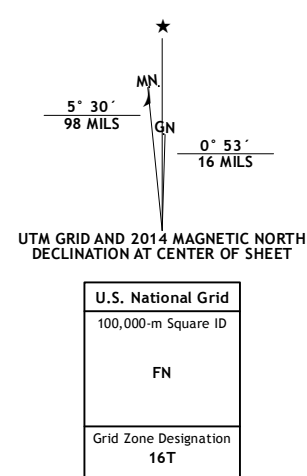 ★
MN.
5° 30´
98 MILS
GN
0° 53´
16 MILS
UTM GRID AND 2014 MAGNETIC NORTH
DECLINATION AT CENTER OF SHEET
U.S. National Grid
100,000-m Square ID
FN
Grid Zone Designation
16T